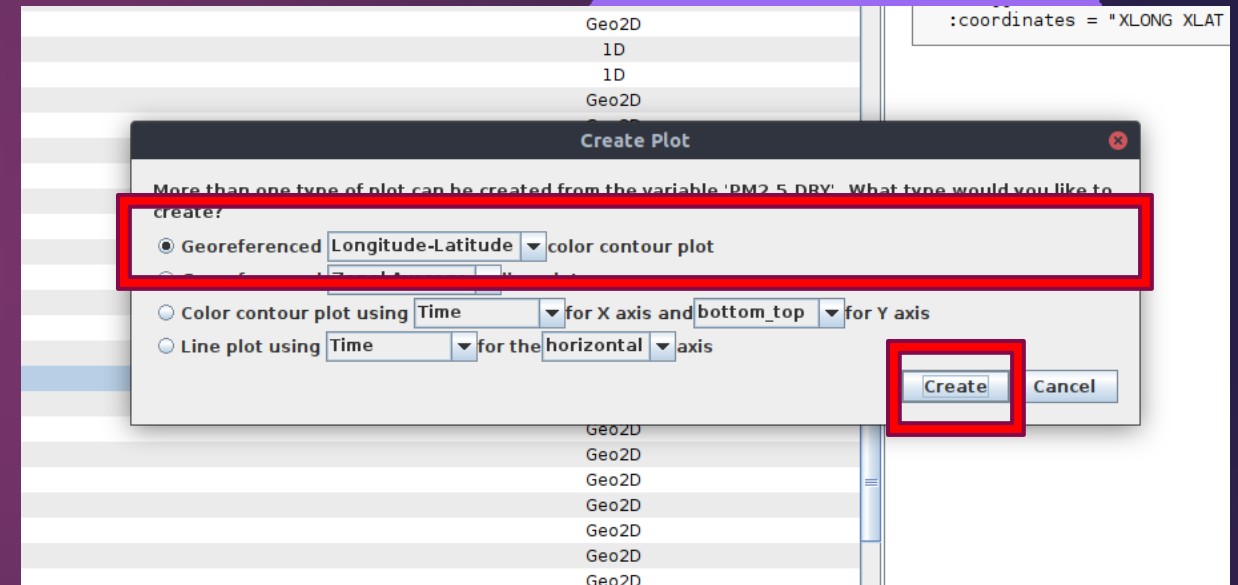 Geo2D
:coordinates = "XLONG XLAT
1D
1D
Geo2D
Create Plot
More than one type of plot can be created from the variable 'PM2_5_DRY'. What type would you like to
create?
Georeferenced Longitude-Latitude color contour plot
Color contour plot using Time for X axis and bottom_top for Y axis
Line plot using Time for the horizontal axis
Create Cancel
Geo2D
Geo2D
Geo2D
Geo2D
Geo2D
Geo2D
Geo2D